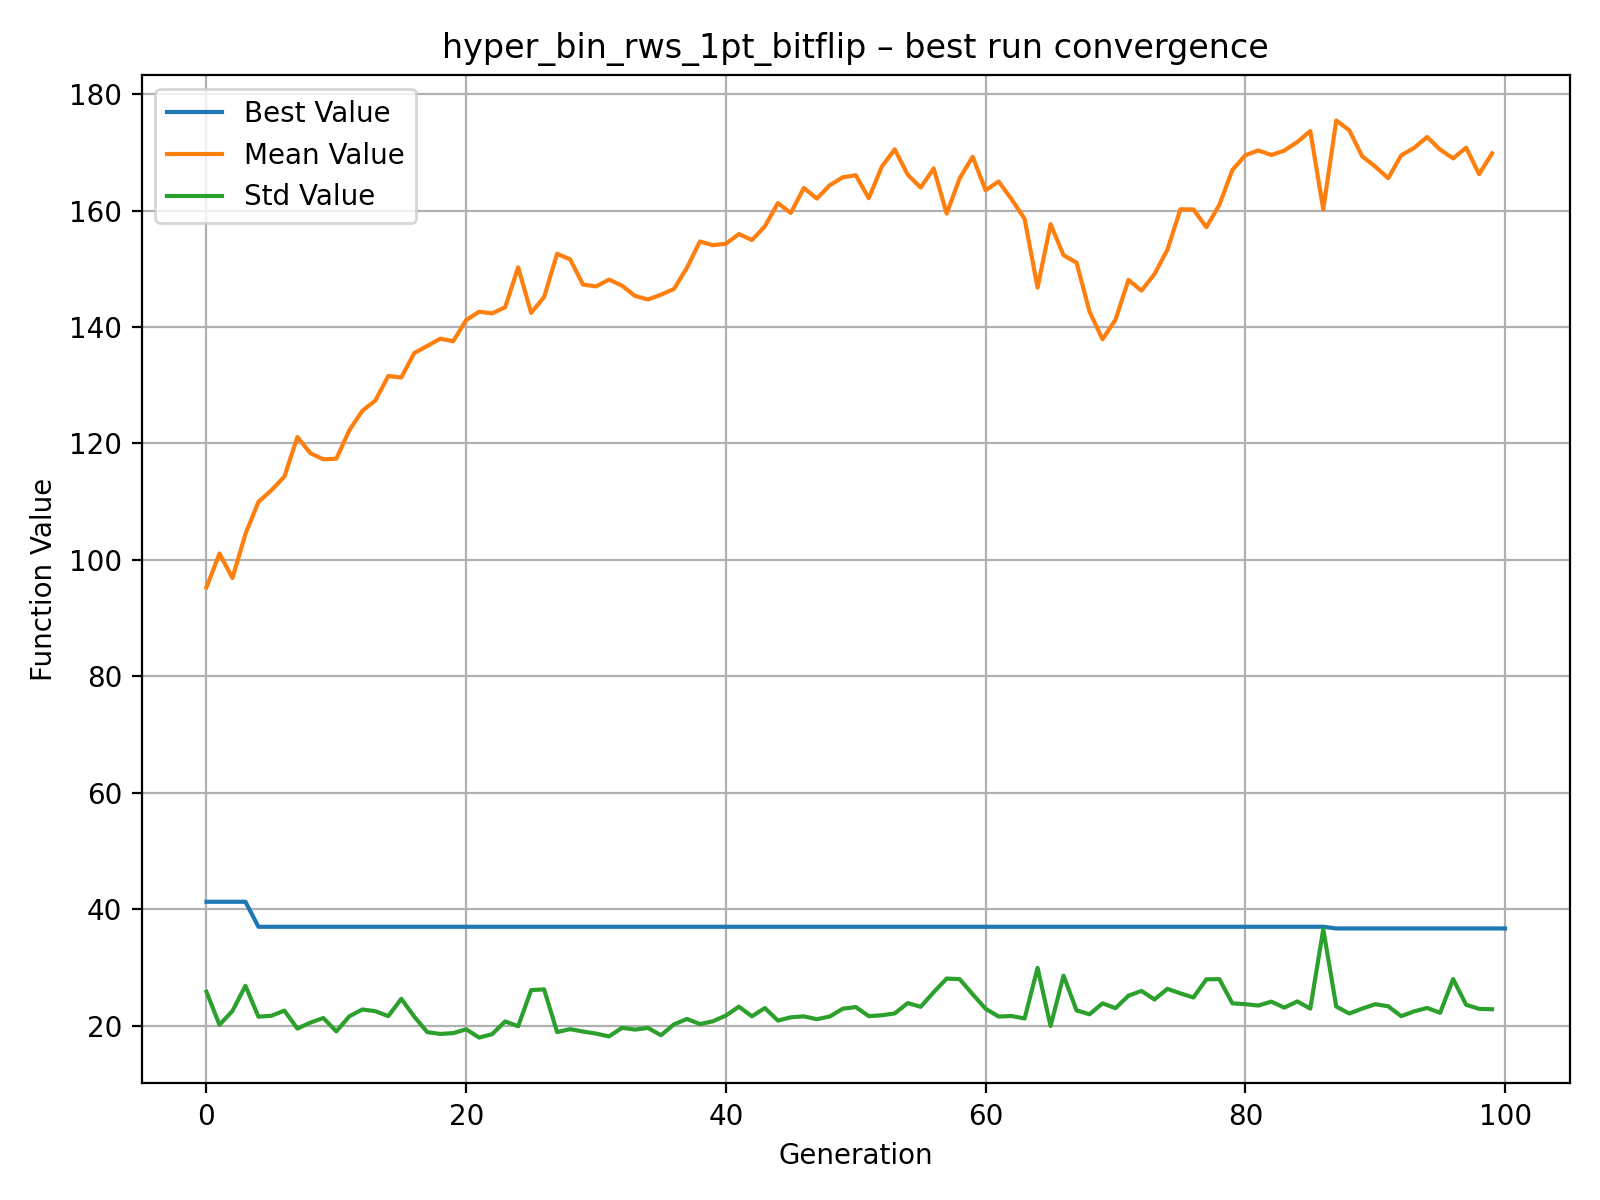 hyper_bin_rws_1pt_bitflip – best run convergence
Best Value
Mean Value
Std Value
180
160
140
120
100
80
60
40
20
Function Value
0
20
40
60
80
100
Generation